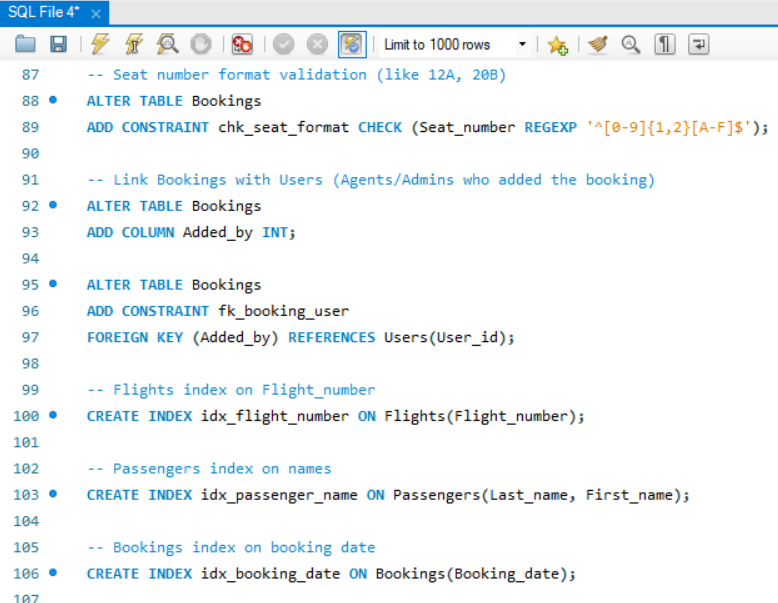 SQL File 4*
Limit to 1000 rows
87 -- Seat number format validation (like 12A, 20B)
88 ALTER TABLE Bookings
89 ADD CONSTRAINT chk_seat_format CHECK (Seat_number REGEXP '^[0-9]{1,2}[A-F]$');
90
91 -- Link Bookings with Users (Agents/Admins who added the booking)
92 ALTER TABLE Bookings
93 ADD COLUMN Added_by INT;
94
95 ALTER TABLE Bookings
96 ADD CONSTRAINT fk_booking_user
97 FOREIGN KEY (Added_by) REFERENCES Users(User_id);
98
99 -- Flights index on Flight_number
100 CREATE INDEX idx_flight_number ON Flights(Flight_number);
101
102 -- Passengers index on names
103 CREATE INDEX idx_passenger_name ON Passengers(Last_name, First_name);
104
105 -- Bookings index on booking date
106 CREATE INDEX idx_booking_date ON Bookings(Booking_date);
107